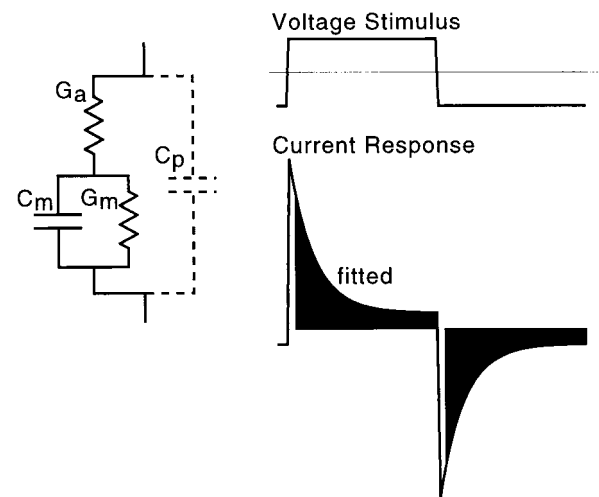 Voltage Stimulus
Ga
Cp
Cm
Gm
Current Response
fitted